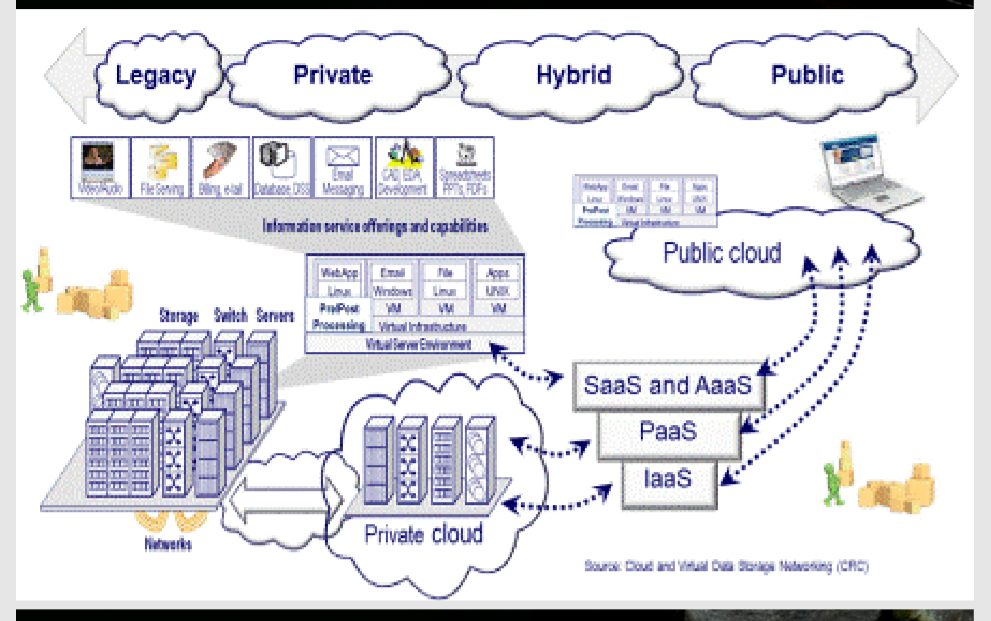 Legacy
Private
Hybrid
Public
Video/Audio
File Serving
Billing, e-tail
Database, DSS
Email
Messaging
CAD, EDA,
Development
Spreadsheets
PPTs, PDFs
Information service offerings and capabilities
WebApp Email File Apps
Linux Windows Linux UNIX
VM VM VM
Processing Virtual Infrastructure
Public cloud
WebApp Email File Apps
Linux Windows Linux UNIX
Pre/Post VM VM VM
Processing Virtual Infrastructure
Virtual Server Environment
Storage Switch Servers
SaaS and AaaS
PaaS
IaaS
Private cloud
Networks
Source: Cloud and Virtual Data Storage Networking (CRC)